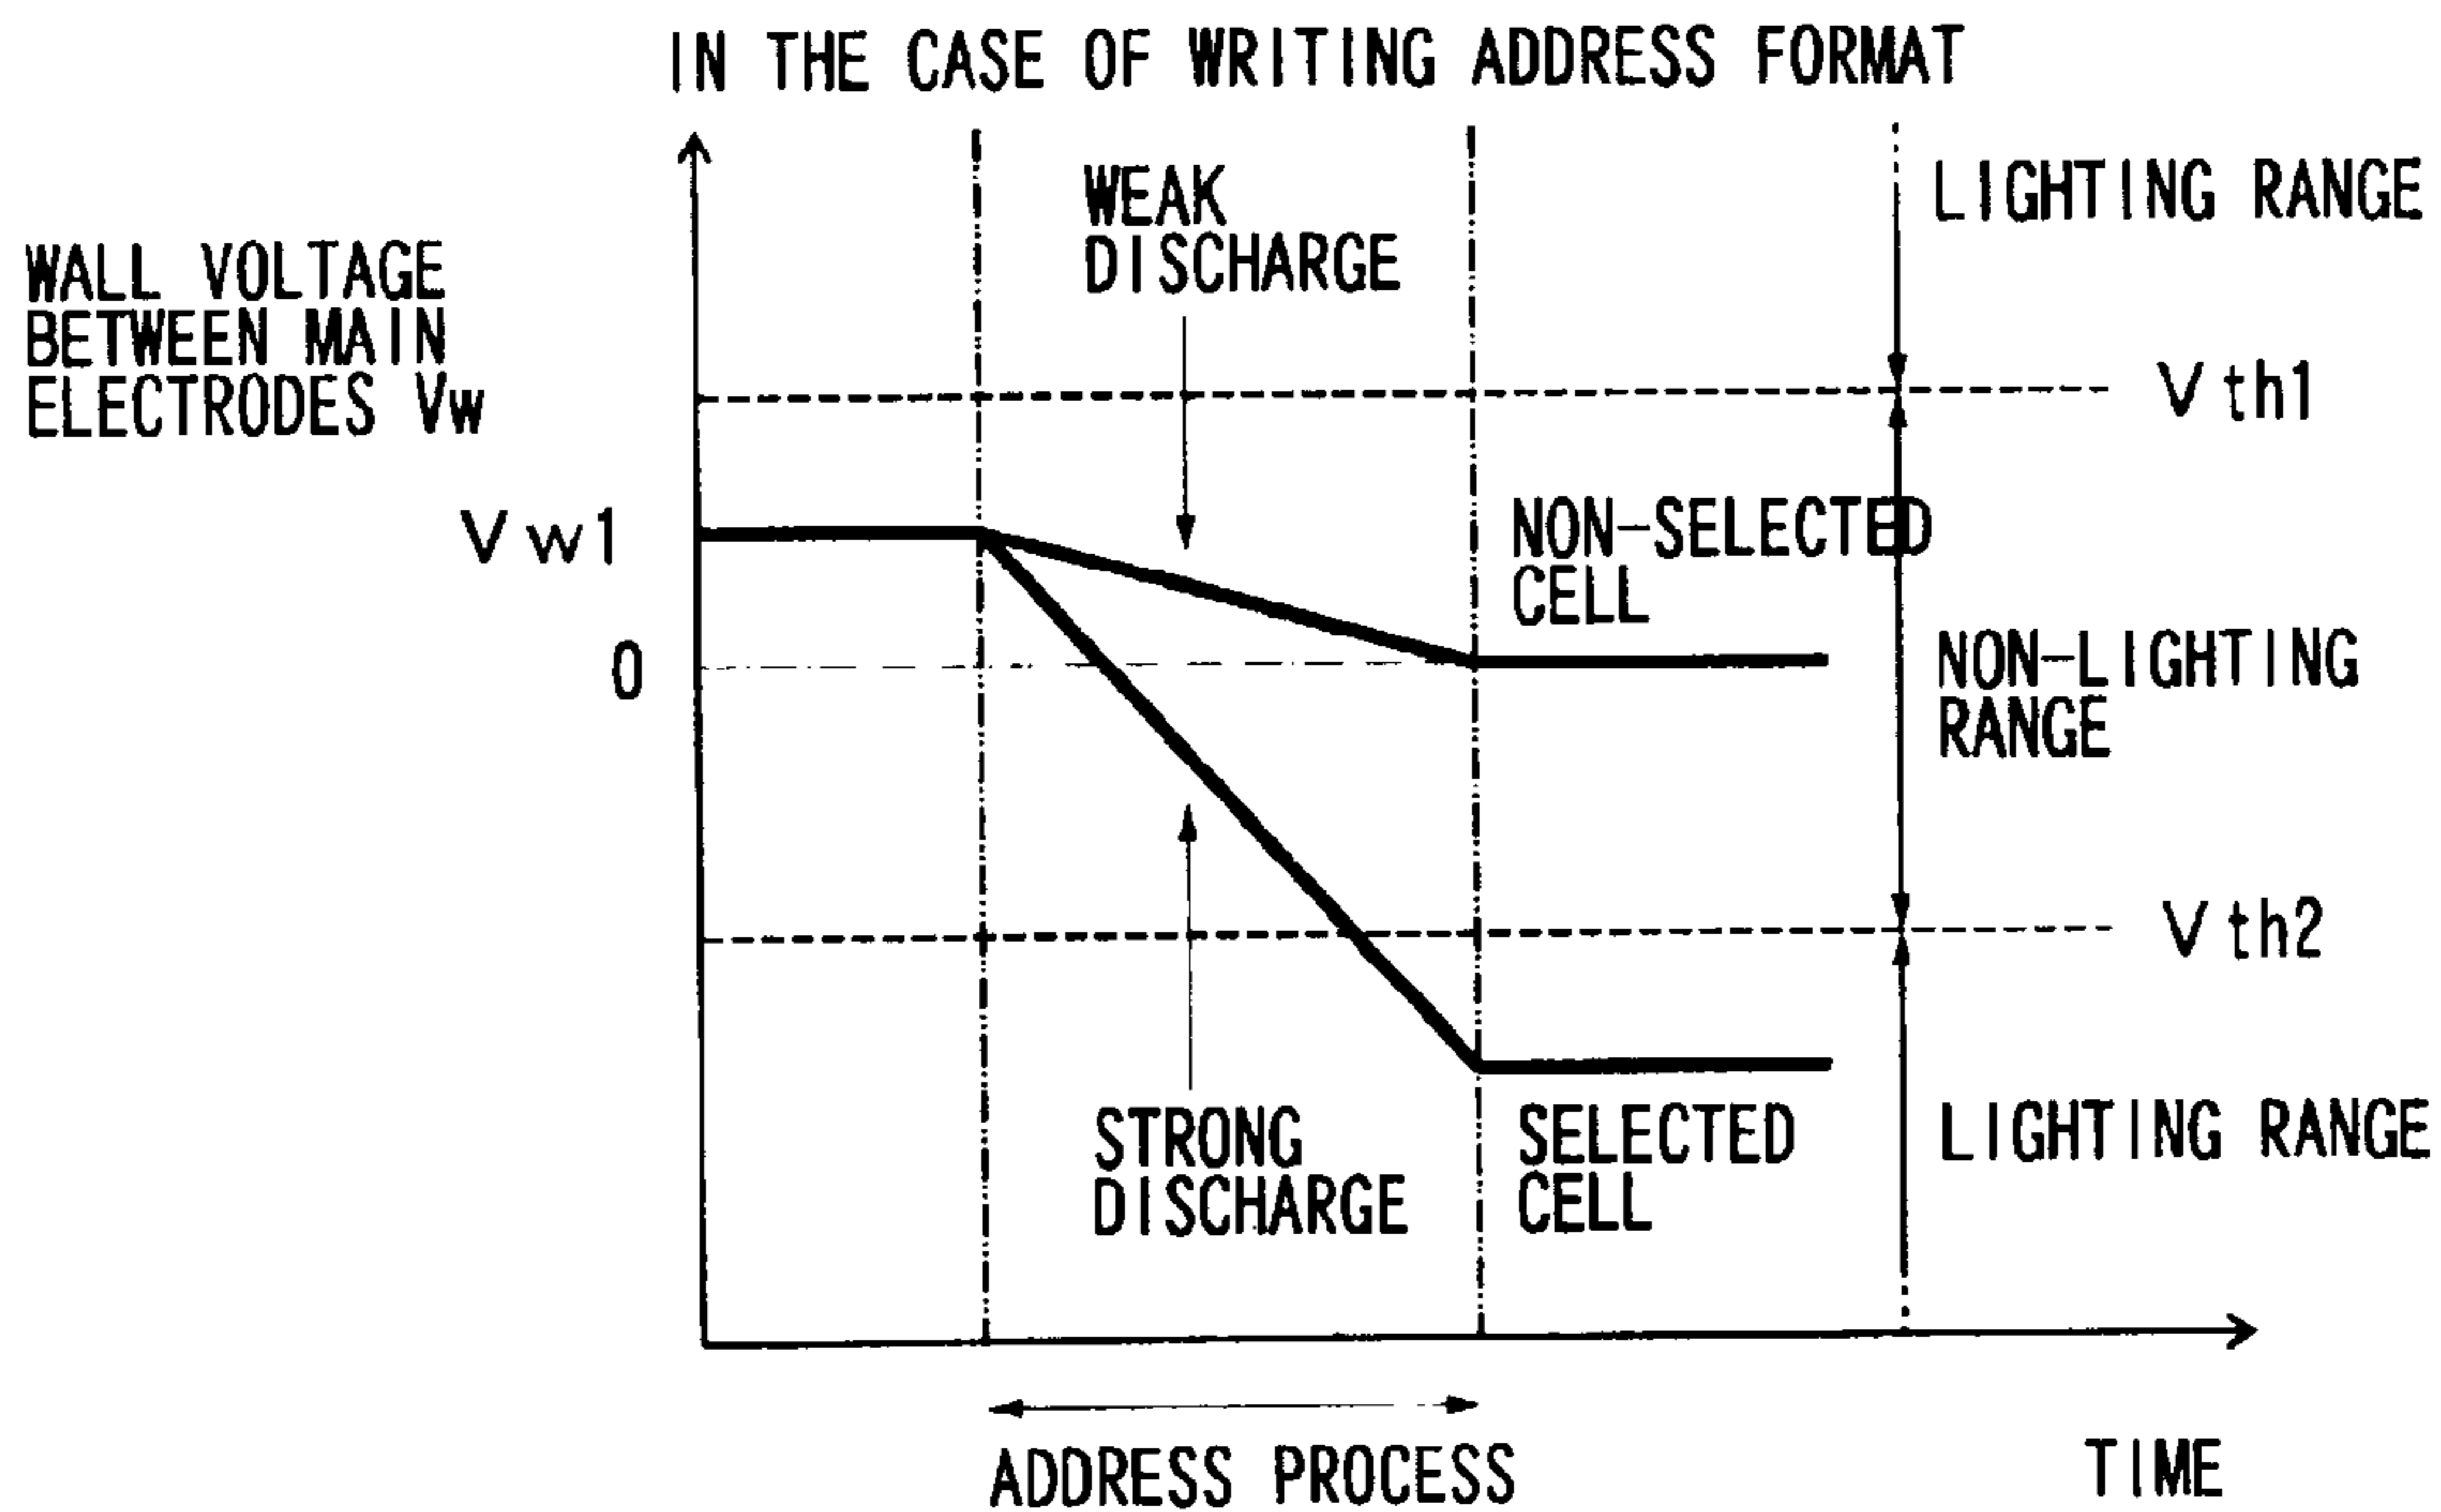 IN THE CASE OF WRITING ADDRESS FORMAT
WALL VOLTAGE
BETWEEN MAIN
ELECTRODES Vw
WEAK
DISCHARGE
LIGHTING RANGE
Vth1
Vw1
NON-SELECTED
CELL
0
NON-LIGHTING
RANGE
Vth2
STRONG
DISCHARGE
SELECTED
CELL
LIGHTING RANGE
ADDRESS PROCESS
TIME